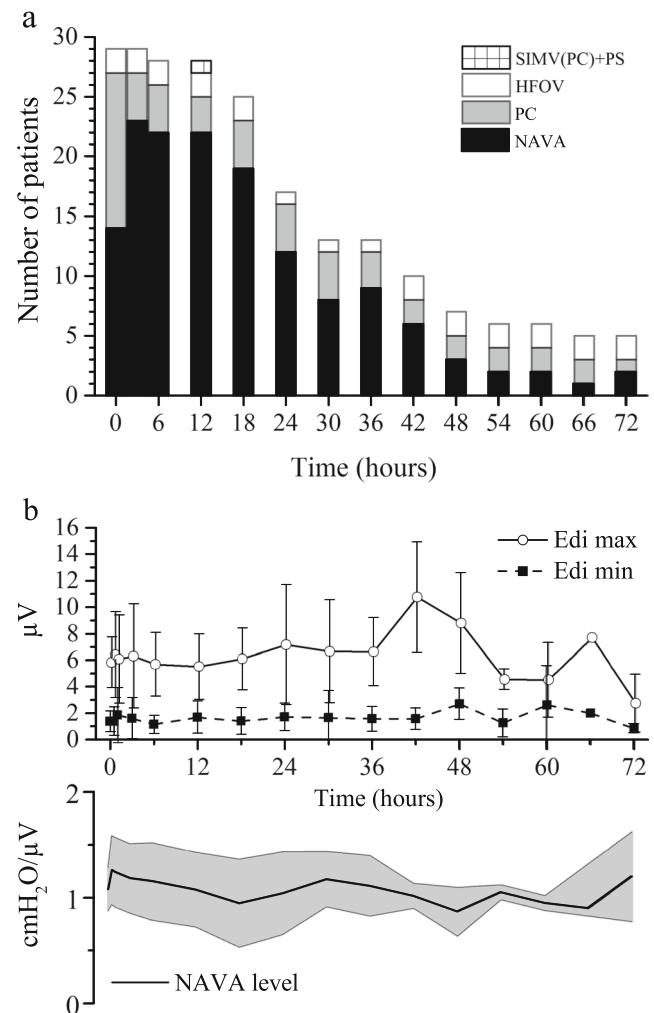 a
30
25
20
15
10
5
0
Number of patients
SIMV(PC)+PS
HFOV
PC
NAVA
0 6 12 18 24 30 36 42 48 54 60 66 72
Time (hours)
b
16
14
12
10
8
6
4
2
0
µV
Edi max
Edi min
0 12 24 36 48 60 72
Time (hours)
2
1
0
cmH₂O/µV
NAVA level